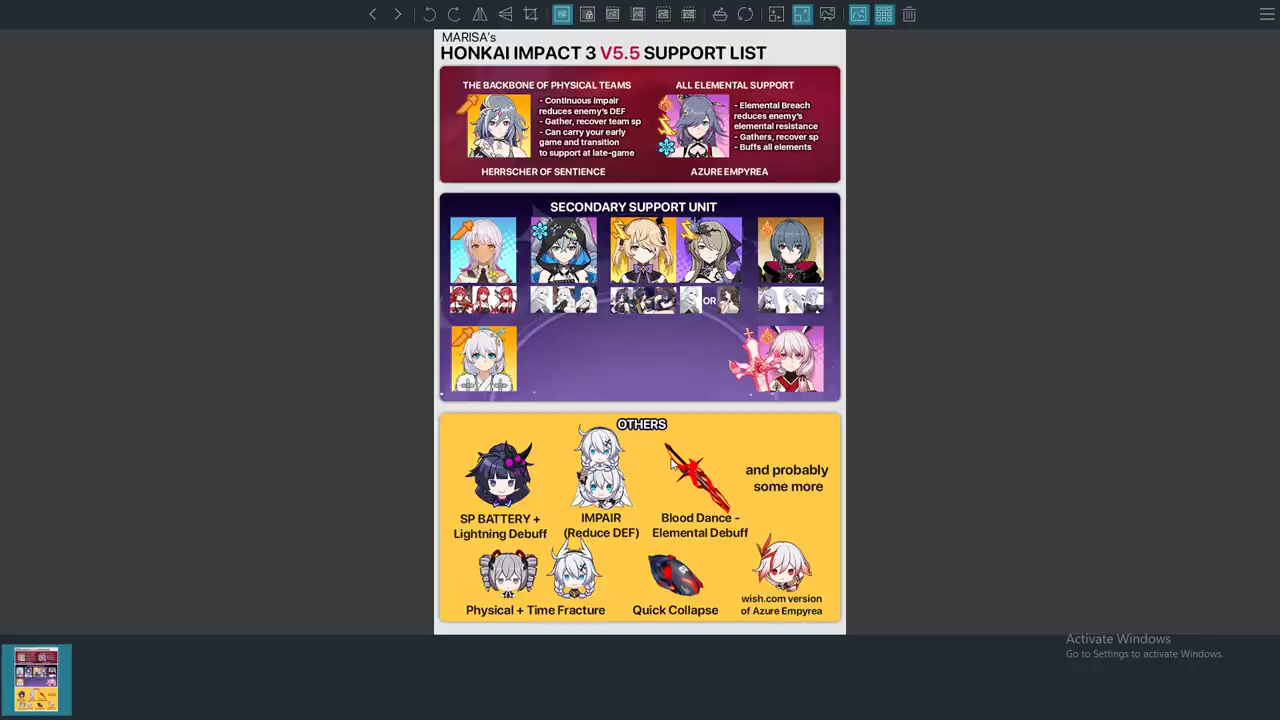 MARISA's
HONKAI IMPACT 3 V5.5 SUPPORT LIST
THE BACKBONE OF PHYSICAL TEAMS
- Continuous impair
reduces enemy's DEF
- Gather, recover team sp
- Can carry your early
game and transition
to support at late-game
HERRSCHER OF SENTIENCE
ALL ELEMENTAL SUPPORT
- Elemental Breach
reduces enemy's
elemental resistance
- Gathers, recover sp
- Buffs all elements
AZURE EMPYREA
SECONDARY SUPPORT UNIT
OR
OTHERS
SP BATTERY +
Lightning Debuff
IMPAIR
(Reduce DEF)
Blood Dance -
Elemental Debuff
and probably
some more
Physical + Time Fracture
Quick Collapse
wish.com version
of Azure Empyrea
Activate Windows
Go to Settings to activate Windows.